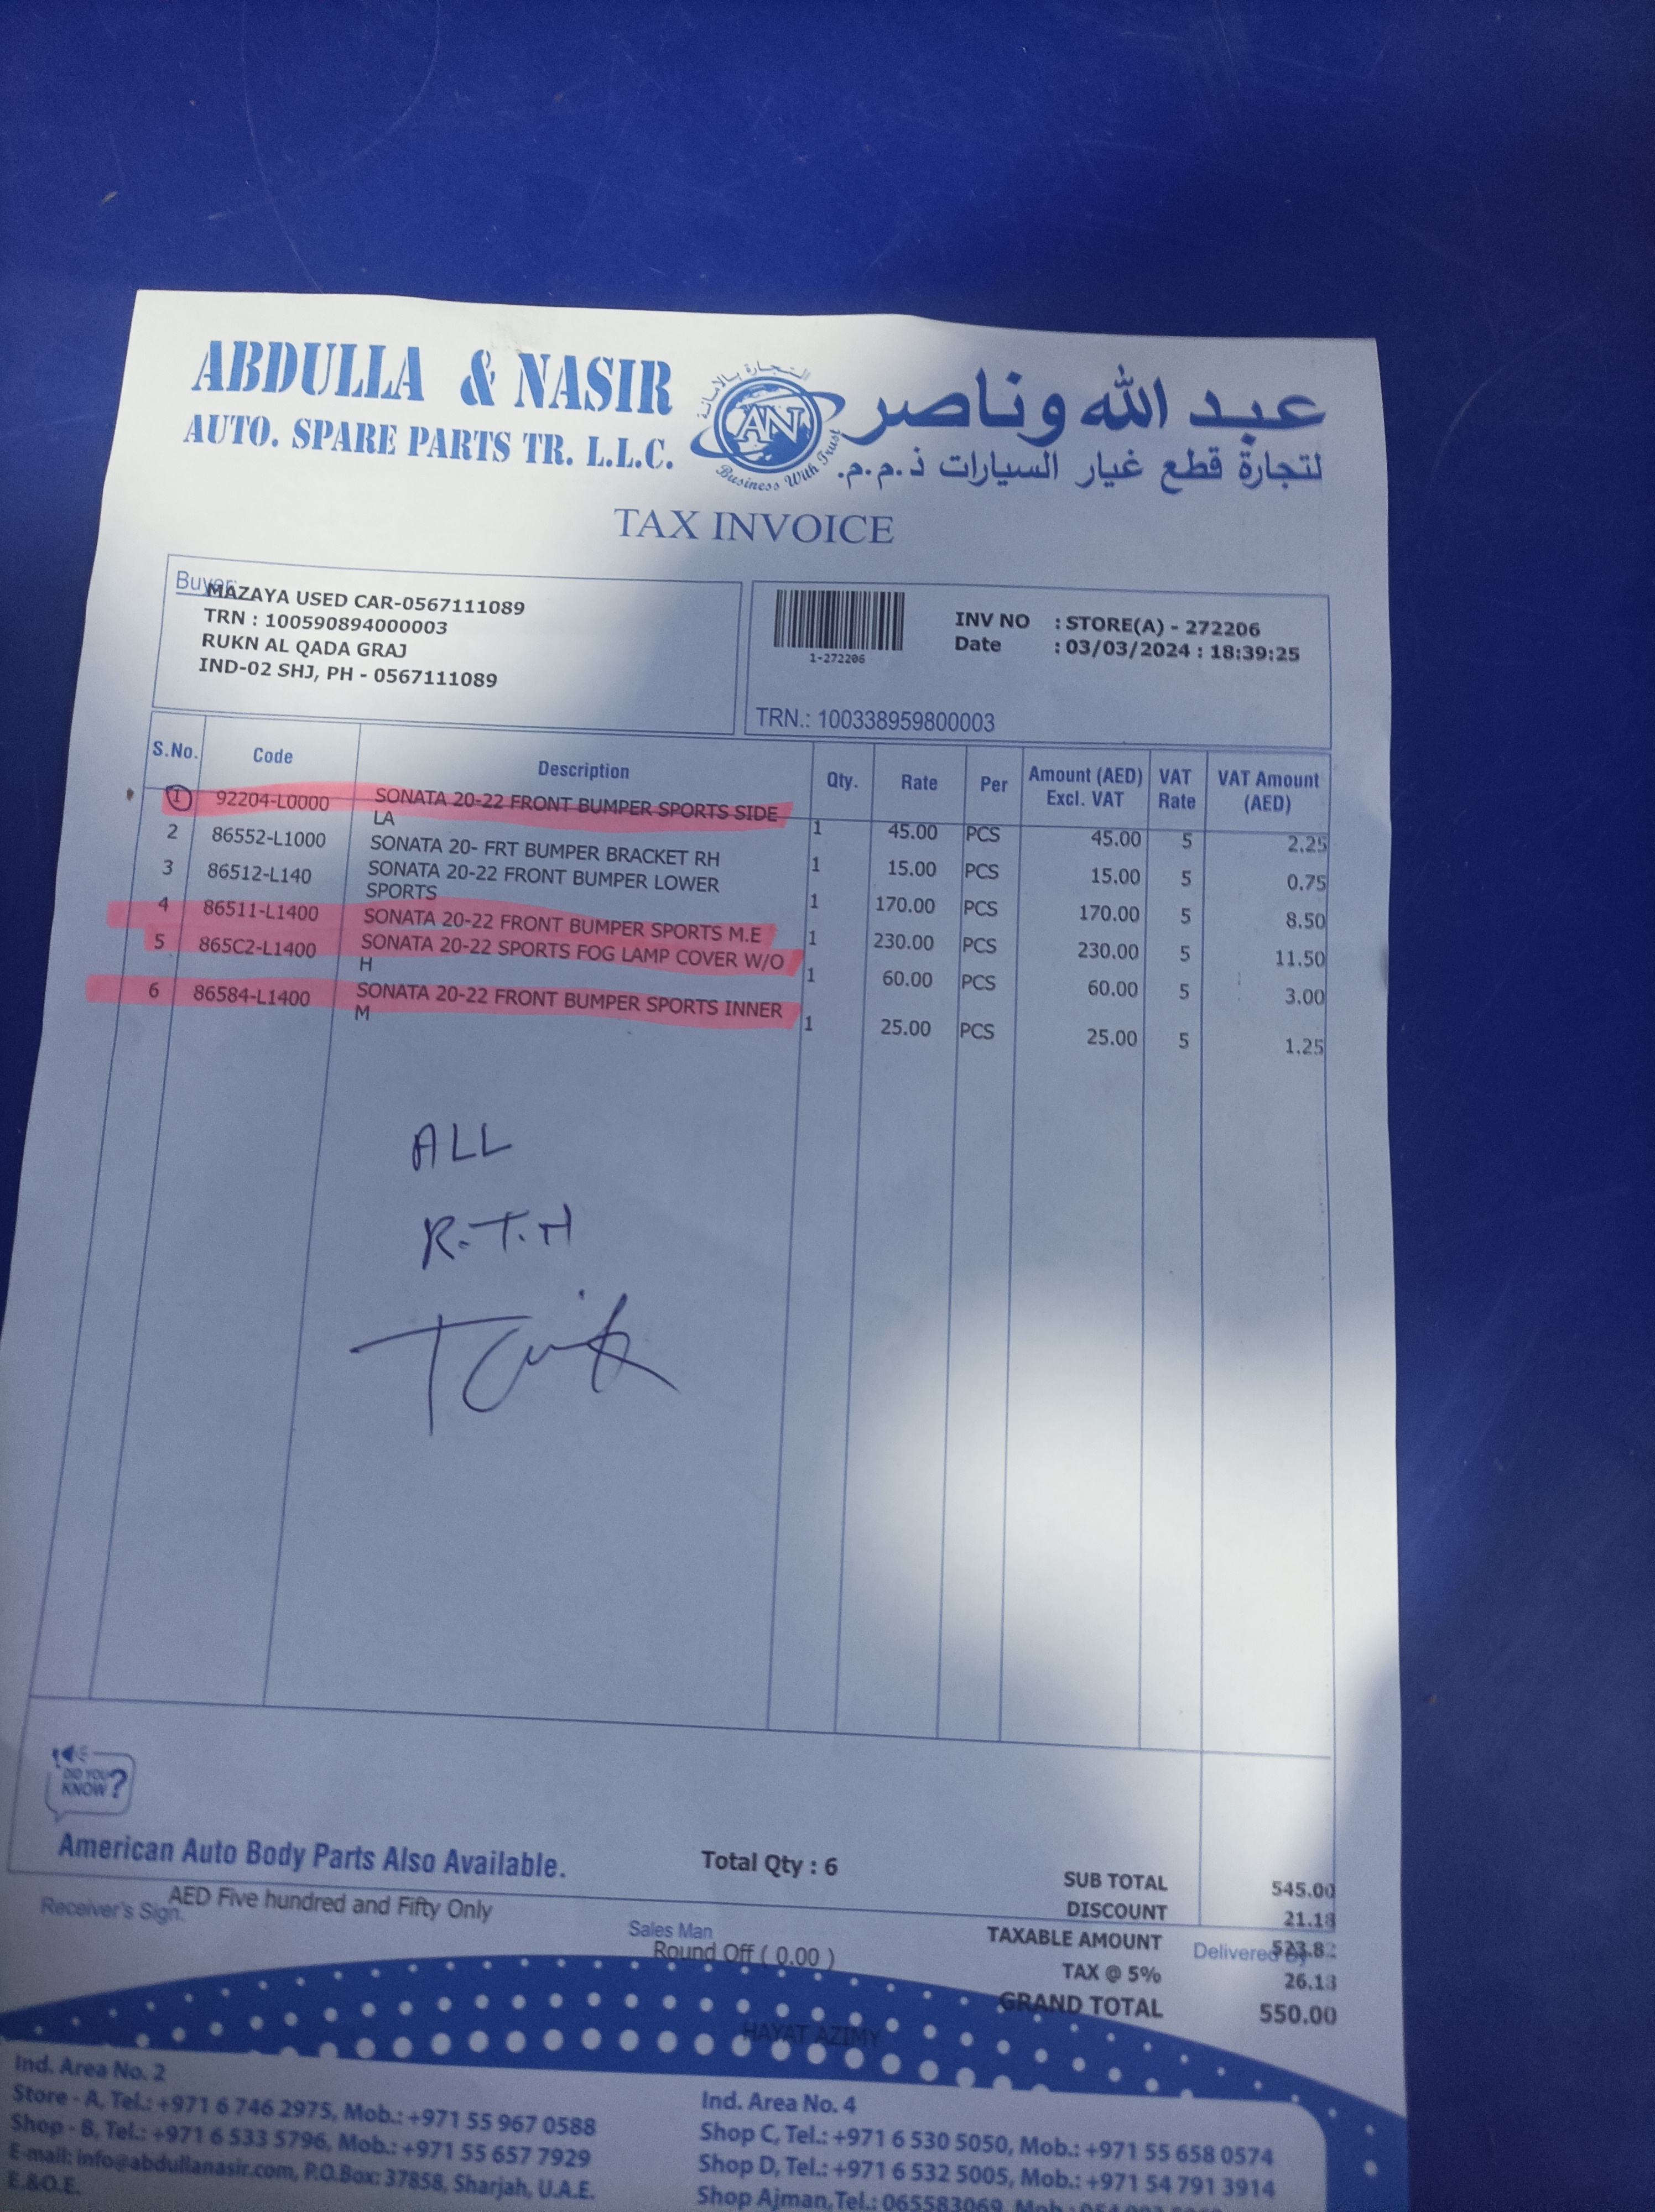 ABDULLA & NASIR
AUTO. SPARE PARTS TR. L.L.C.
التجارة بالامانة
AN
Business With Trust
عبد الله وناصر
لتجارة قطع غيار السيارات ذ.م.م.
TAX INVOICE
Buyer:
MAZAYA USED CAR-0567111089
TRN : 100590894000003
RUKN AL QADA GRAJ
IND-02 SHJ, PH - 0567111089
1-272206
INV NO : STORE(A) - 272206
Date : 03/03/2024 : 18:39:25
TRN.: 100338959800003
S.No. Code Description Qty. Rate Per Amount (AED) Excl. VAT VAT Rate VAT Amount (AED)
1 92204-L0000 SONATA 20-22 FRONT BUMPER SPORTS SIDE
LA 1 45.00 PCS 45.00 5 2.25
2 86552-L1000 SONATA 20- FRT BUMPER BRACKET RH 1 15.00 PCS 15.00 5 0.75
3 86512-L140 SONATA 20-22 FRONT BUMPER LOWER
SPORTS 1 170.00 PCS 170.00 5 8.50
4 86511-L1400 SONATA 20-22 FRONT BUMPER SPORTS M.E 1 230.00 PCS 230.00 5 11.50
5 865C2-L1400 SONATA 20-22 SPORTS FOG LAMP COVER W/O
H 1 60.00 PCS 60.00 5 3.00
6 86584-L1400 SONATA 20-22 FRONT BUMPER SPORTS INNER
M 1 25.00 PCS 25.00 5 1.25
ALL
R.T.H
DID YOU
KNOW?
American Auto Body Parts Also Available.
Total Qty : 6
SUB TOTAL 545.00
DISCOUNT 21.18
TAXABLE AMOUNT 523.82
TAX @ 5% 26.18
GRAND TOTAL 550.00
Receiver's Sign.
AED Five hundred and Fifty Only
Sales Man
Round Off ( 0.00 )
Delivered By
HAYAT AZIMY
Ind. Area No. 2
Store - A, Tel.: +971 6 746 2975, Mob.: +971 55 967 0588
Shop - B, Tel.: +971 6 533 5796, Mob.: +971 55 657 7929
E-mail: info@abdullanasir.com, P.O.Box: 37858, Sharjah, U.A.E.
E.&O.E.
Ind. Area No. 4
Shop C, Tel.: +971 6 530 5050, Mob.: +971 55 658 0574
Shop D, Tel.: +971 6 532 5005, Mob.: +971 54 791 3914
Shop Ajman, Tel.: 065583069, Mob.: